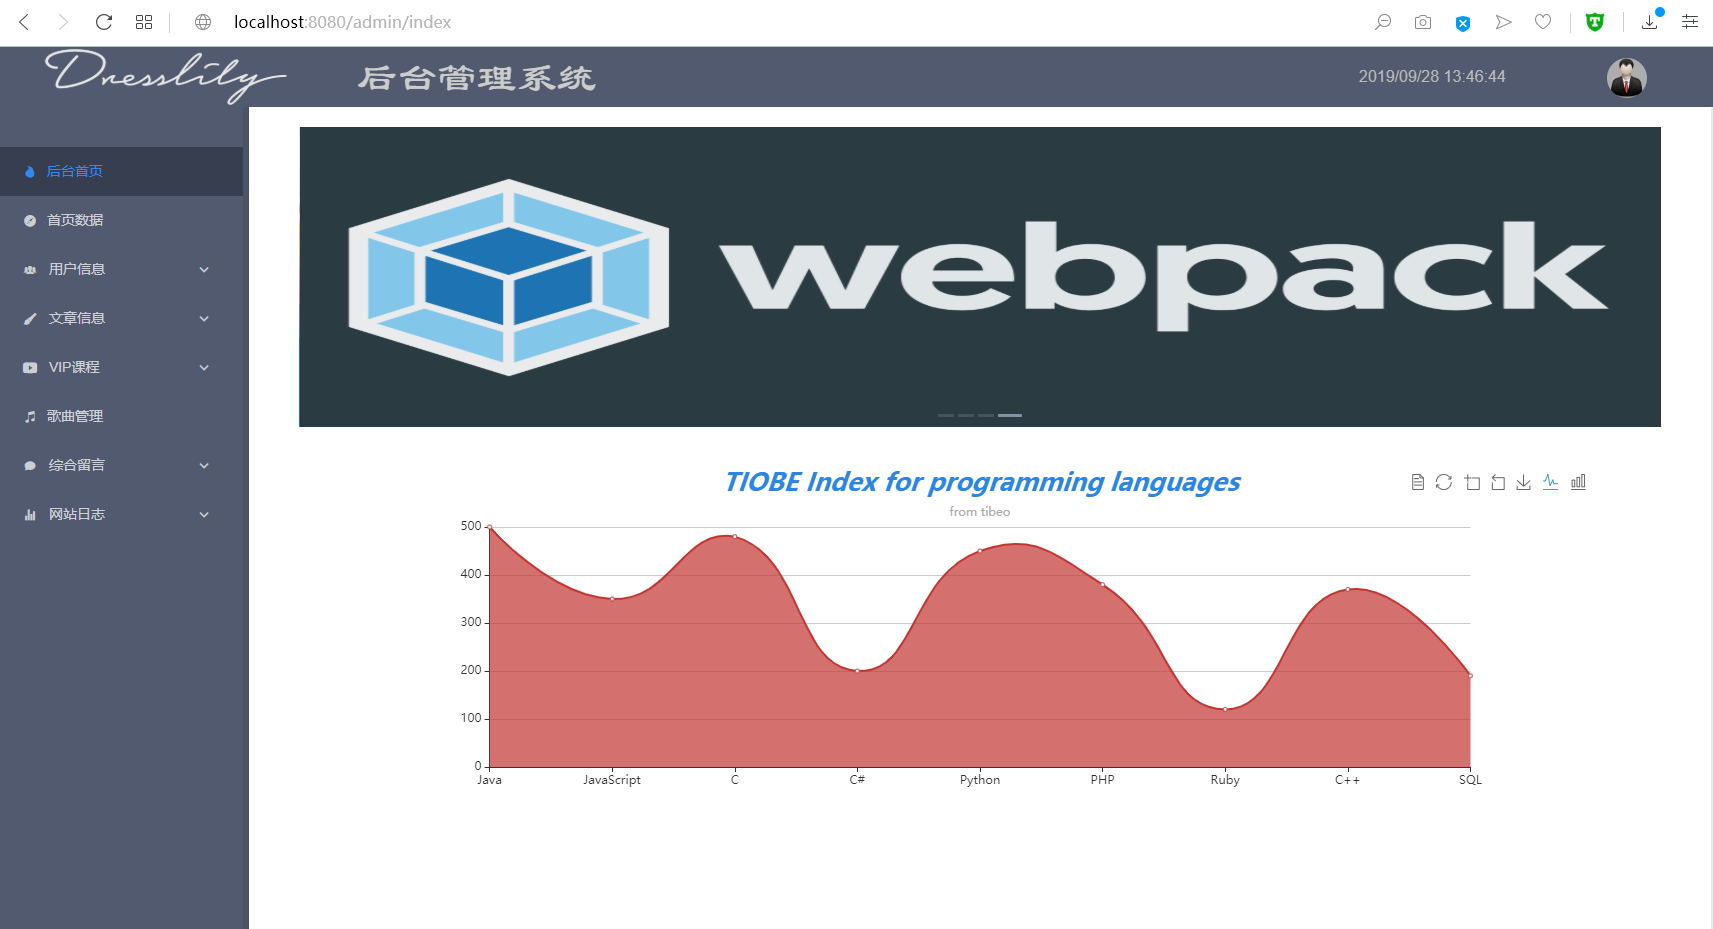 localhost:8080/admin/index
Dresslily
后台管理系统
2019/09/28 13:46:44
后台首页
首页数据
用户信息
文章信息
VIP课程
歌曲管理
综合留言
网站日志
webpack
TIOBE Index for programming languages
from tibeo
500
400
300
200
100
0
Java JavaScript C C# Python PHP Ruby C++ SQL